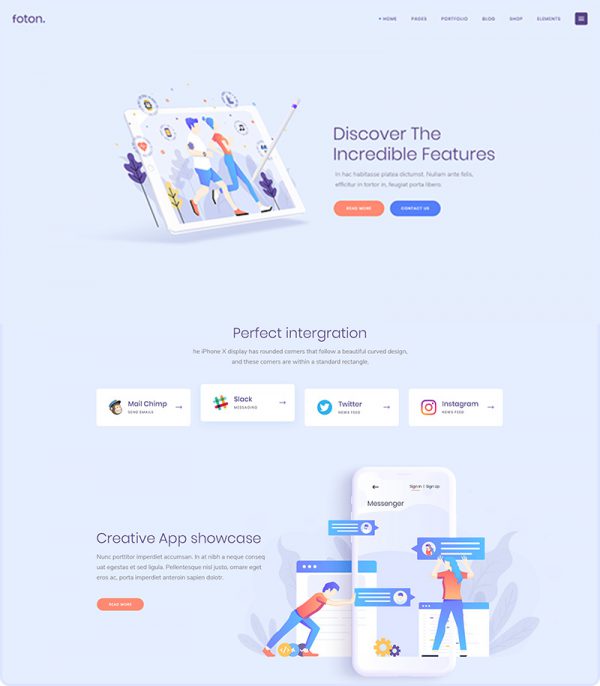 foton.
HOME PAGES PORTFOLIO BLOG SHOP ELEMENTS
Discover The
Incredible Features
In hac habitasse platea dictumst. Nullam ante felis,
efficitur in tortor in, feugiat porta libero.
READ MORE CONTACT US
Perfect intergration
he iPhone X display has rounded corners that follow a beautiful curved design,
and these corners are within a standard rectangle.
Mail Chimp
SEND EMAILS
Slack
MESSAGING
Twitter
NEWS FEED
Instagram
NEWS FEED
Sign In | Sign Up
Messenger
Creative App showcase
Nunc porttitor imperdiet accumsan. In at nibh a neque conseq
uat egestas et sed ligula. Pellentesque nisl justo, ornare eget
eros ac, porta imperdiet anteroin sapien dolotr.
READ MORE